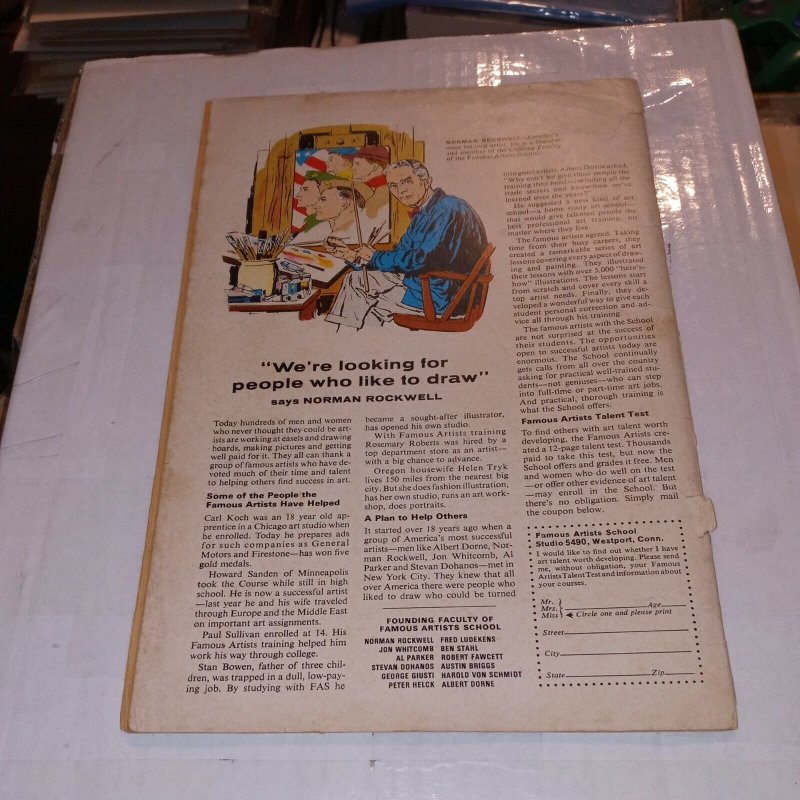 NORMAN ROCKWELL—America's
most beloved artist. He is a founder
and member of the Guiding Faculty
of the Famous Artists School.
"We're looking for
people who like to draw"
says NORMAN ROCKWELL
Today hundreds of men and women
who never thought they could be art-
ists are working at easels and drawing
boards, making pictures and getting
well paid for it. They all can thank a
group of famous artists who have de-
voted much of their time and talent
to helping others find success in art.
Some of the People the
Famous Artists Have Helped
Carl Koch was an 18 year old ap-
prentice in a Chicago art studio when
he enrolled. Today he prepares ads
for such companies as General
Motors and Firestone—has won five
gold medals.
Howard Sanden of Minneapolis
took the Course while still in high
school. He is now a successful artist
—last year he and his wife traveled
through Europe and the Middle East
on important art assignments.
Paul Sullivan enrolled at 14. His
Famous Artists training helped him
work his way through college.
Stan Bowen, father of three chil-
dren, was trapped in a dull, low-pay-
ing job. By studying with FAS he
became a sought-after illustrator,
has opened his own studio.
With Famous Artists training
Rosemary Roberts was hired by a
top department store as an artist—
with a big chance to advance.
Oregon housewife Helen Tryk
lives 150 miles from the nearest big
city. But she does fashion illustration,
has her own studio, runs an art work-
shop, does portraits.
A Plan to Help Others
It started over 18 years ago when a
group of America's most successful
artists—men like Albert Dorne, Nor-
man Rockwell, Jon Whitcomb, Al
Parker and Stevan Dohanos—met in
New York City. They knew that all
over America there were people who
liked to draw who could be turned
into good artists. Albert Dorne asked,
"Why don't we give these people the
training they need—including all the
trade secrets and know-how we've
learned over the years?"
He suggested a new kind of art
school—a home study art school—
that would give talented people the
best professional art training, no
matter where they live.
The famous artists agreed. Taking
time from their busy careers, they
created a remarkable series of art
lessons covering every aspect of draw-
ing and painting. They illustrated
their lessons with over 5,000 "here's-
how" illustrations. The lessons start
from scratch and cover every skill a
top artist needs. Finally, they de-
veloped a wonderful way to give each
student personal correction and ad-
vice all through his training.
The famous artists with the School
are not surprised at the success of
their students. The opportunities
open to successful artists today are
enormous. The School continually
gets calls from all over the country
asking for practical well-trained stu-
dents—not geniuses—who can step
into full-time or part-time art jobs.
And practical, thorough training is
what the School offers.
Famous Artists Talent Test
To find others with art talent worth
developing, the Famous Artists cre-
ated a 12-page talent test. Thousands
paid to take this test, but now the
School offers and grades it free. Men
and women who do well on the test
—or offer other evidence of art talent
—may enroll in the School. But
there's no obligation. Simply mail
the coupon below.
FOUNDING FACULTY OF
FAMOUS ARTISTS SCHOOL
NORMAN ROCKWELL FRED LUDEKENS
JON WHITCOMB BEN STAHL
AL PARKER ROBERT FAWCETT
STEVAN DOHANOS AUSTIN BRIGGS
GEORGE GIUSTI HAROLD VON SCHMIDT
PETER HELCK ALBERT DORNE
Famous Artists School
Studio 5490, Westport, Conn.
I would like to find out whether I have
art talent worth developing. Please send
me, without obligation, your Famous
Artists Talent Test and information about
your courses.
Mr.
Mrs. Age
Miss Circle one and please print
Street
City
State Zip